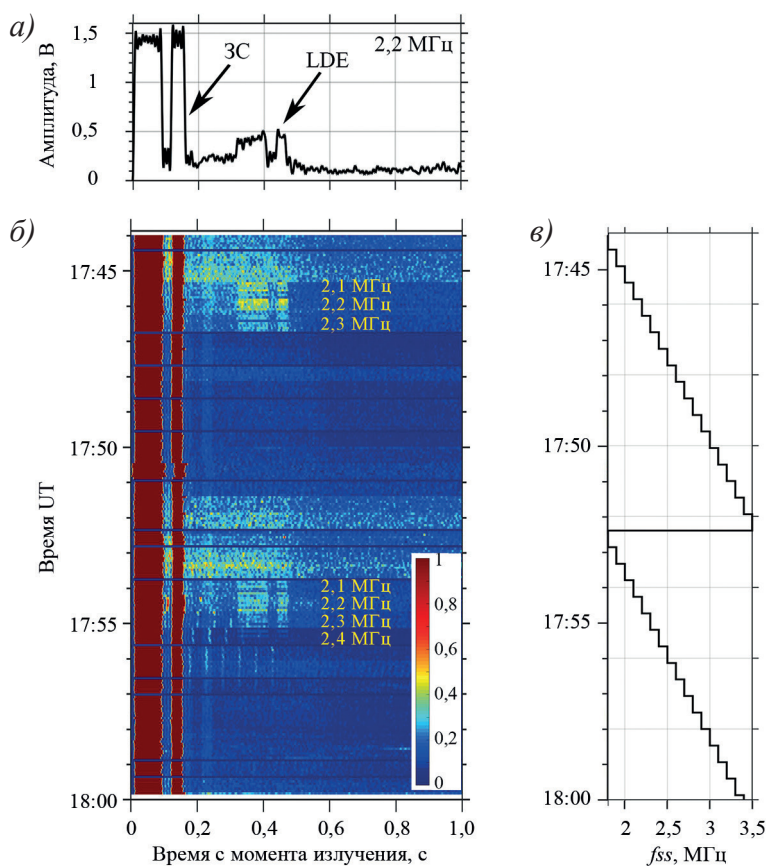 а)
Амплитуда, В
1,5
1
0,5
0
ЗС
LDE
2,2 МГц
б)
Время UT
17:45
17:50
17:55
18:00
2,1 МГц
2,2 МГц
2,3 МГц
2,1 МГц
2,2 МГц
2,3 МГц
2,4 МГц
1
0,8
0,6
0,4
0,2
0
0 0,2 0,4 0,6 0,8 1,0
Время с момента излучения, с
в)
17:45
17:50
17:55
18:00
2 2,5 3 3,5
fss, МГц